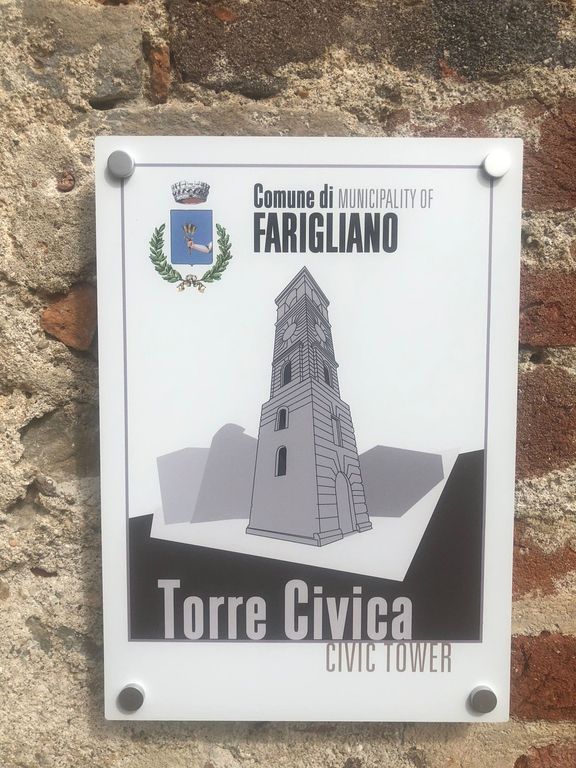 Comune di MUNICIPALITY OF
FARIGLIANO
Torre Civica
CIVIC TOWER